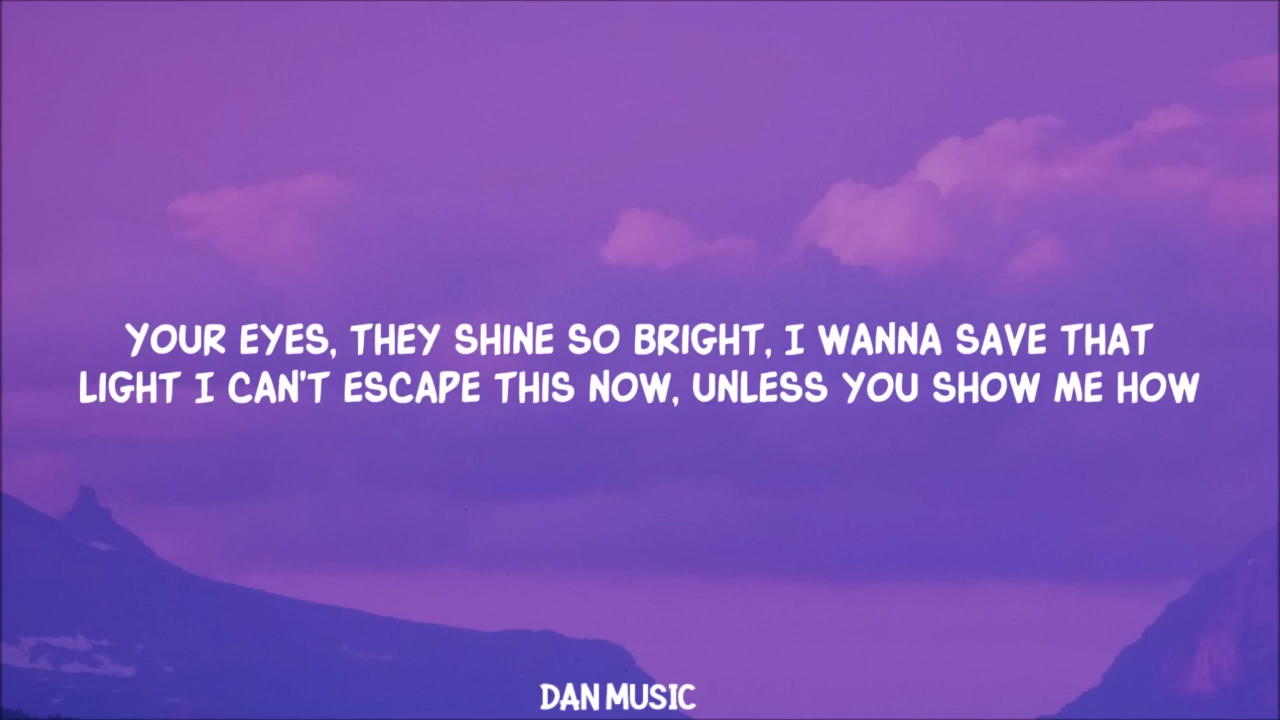 YOUR EYES, THEY SHINE SO BRIGHT, I WANNA SAVE THAT
LIGHT I CAN'T ESCAPE THIS NOW, UNLESS YOU SHOW ME HOW
DAN MUSIC